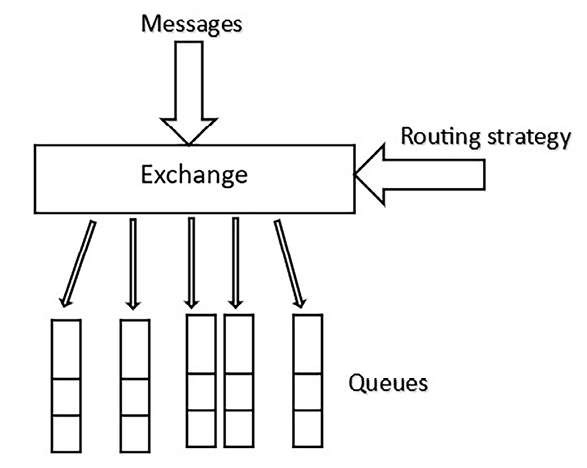 Messages
Routing strategy
Exchange
Queues